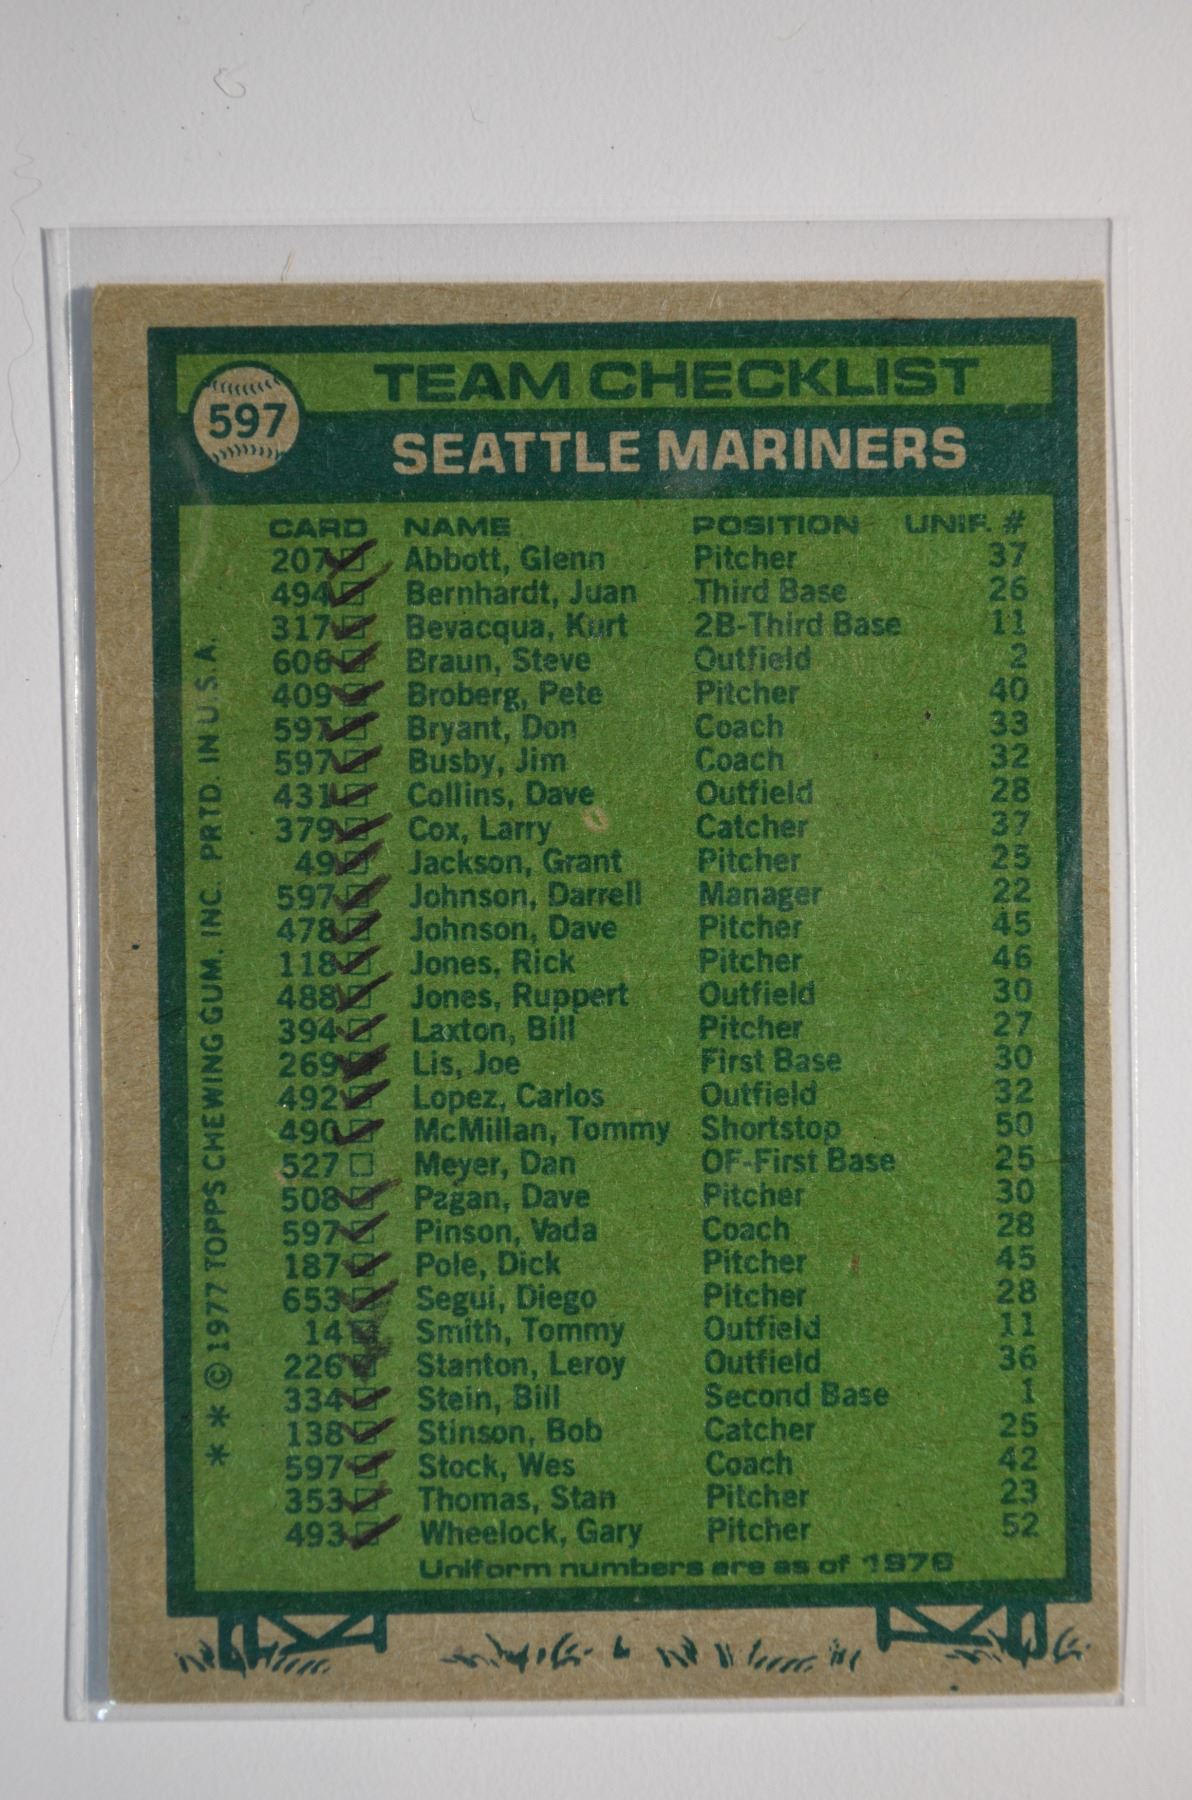 TEAM CHECKLIST
597
SEATTLE MARINERS
CARD NAME POSITION UNIF. #
207 Abbott, Glenn Pitcher 37
494 Bernhardt, Juan Third Base 26
317 Bevacqua, Kurt 2B-Third Base 11
606 Braun, Steve Outfield 2
409 Broberg, Pete Pitcher 40
597 Bryant, Don Coach 33
597 Busby, Jim Coach 32
431 Collins, Dave Outfield 28
379 Cox, Larry Catcher 37
49 Jackson, Grant Pitcher 25
597 Johnson, Darrell Manager 22
478 Johnson, Dave Pitcher 45
118 Jones, Rick Pitcher 46
488 Jones, Ruppert Outfield 30
394 Laxton, Bill Pitcher 27
269 Lis, Joe First Base 30
492 Lopez, Carlos Outfield 32
490 McMillan, Tommy Shortstop 50
527 Meyer, Dan OF-First Base 25
508 Pagan, Dave Pitcher 30
597 Pinson, Vada Coach 28
187 Pole, Dick Pitcher 45
653 Segui, Diego Pitcher 28
14 Smith, Tommy Outfield 11
226 Stanton, Leroy Outfield 36
334 Stein, Bill Second Base 1
138 Stinson, Bob Catcher 25
597 Stock, Wes Coach 42
353 Thomas, Stan Pitcher 23
493 Wheelock, Gary Pitcher 52
Uniform numbers are as of 1976
* * © 1977 TOPPS CHEWING GUM, INC. PRTD. IN U.S.A.